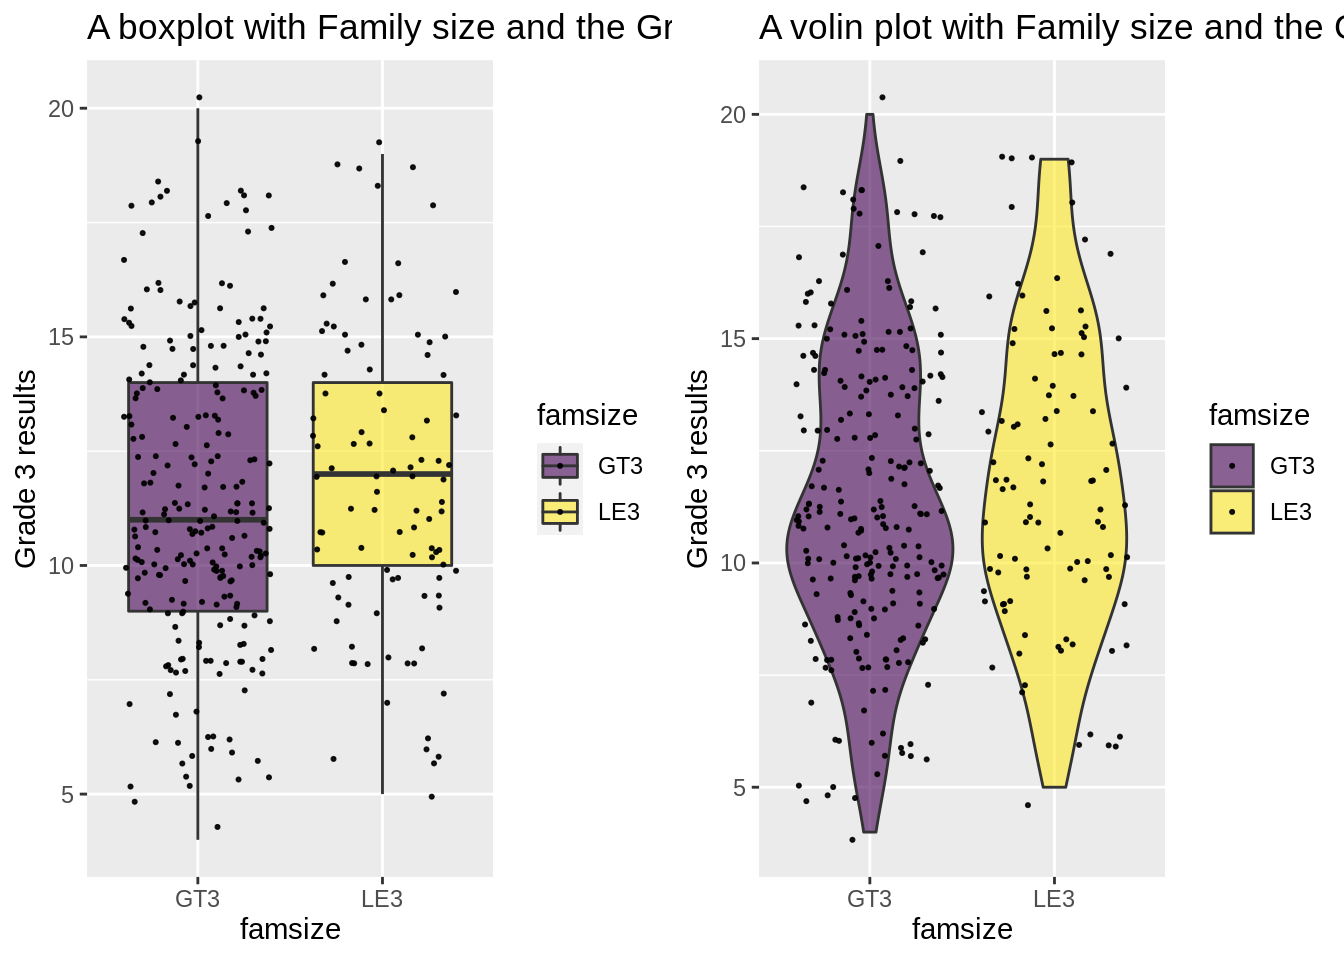 A boxplot with Family size and the Gr
20
15
10
5
Grade 3 results
GT3
LE3
famsize
famsize
GT3
LE3
A volin plot with Family size and the
20
15
10
5
Grade 3 results
GT3
LE3
famsize
famsize
GT3
LE3